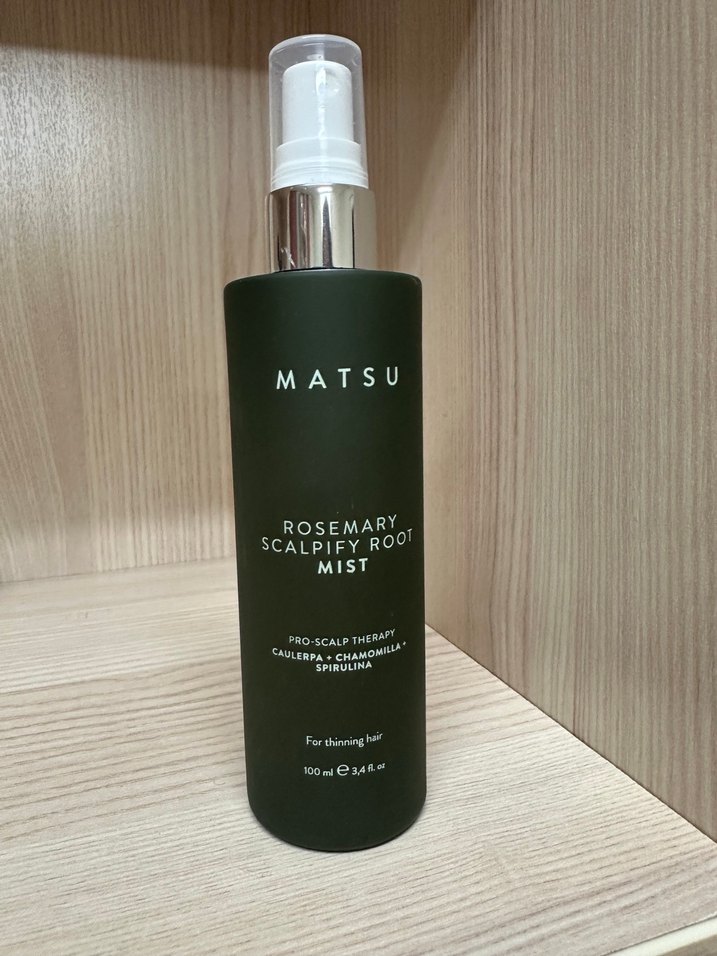 MATSU
ROSEMARY
SCALPIFY ROOT
MIST
PRO-SCALP THERAPY
CAULERPA + CHAMOMILLA +
SPIRULINA
For thinning hair
100 ml ℮ 3,4 fl. oz